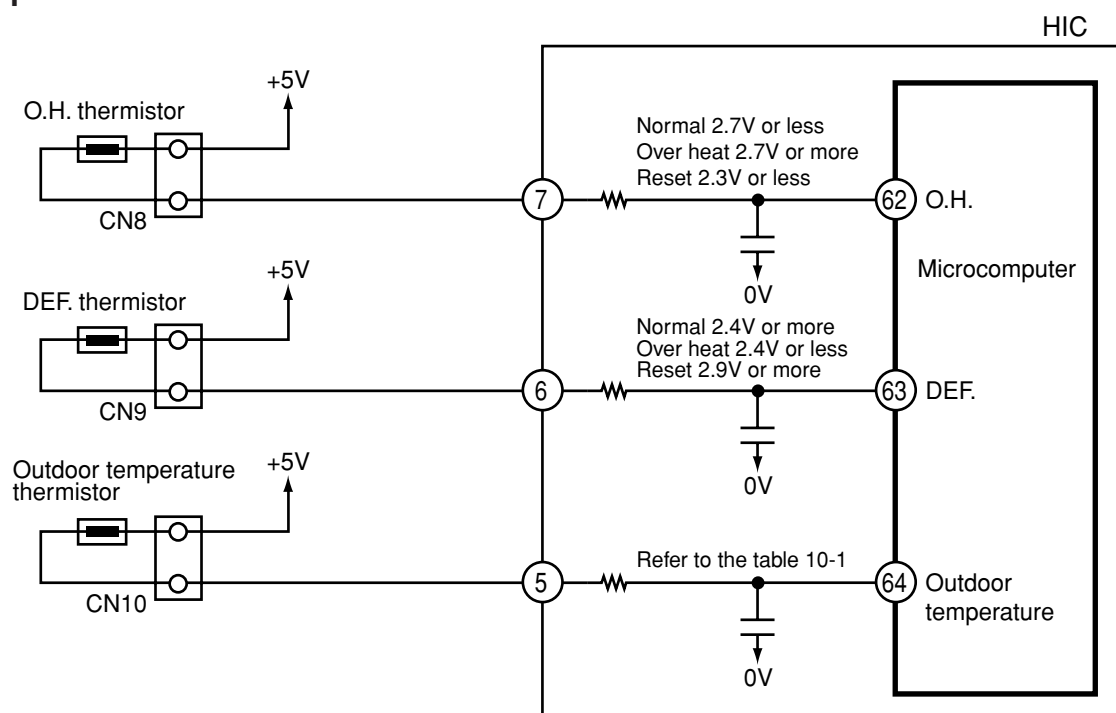 HIC
+5V
O.H. thermistor
CN8
7
Normal 2.7V or less
Over heat 2.7V or more
Reset 2.3V or less
62
O.H.
0V
Microcomputer
+5V
DEF. thermistor
CN9
6
Normal 2.4V or more
Over heat 2.4V or less
Reset 2.9V or more
63
DEF.
0V
+5V
Outdoor temperature
thermistor
CN10
5
Refer to the table 10-1
64
Outdoor
temperature
0V